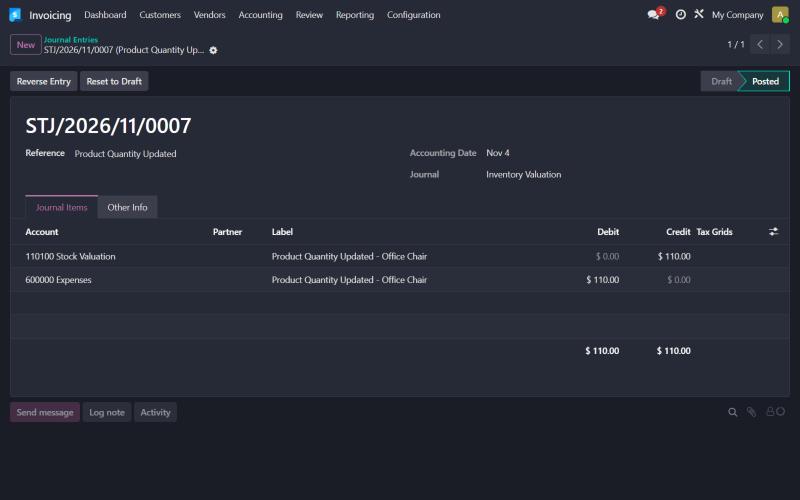 Invoicing Dashboard Customers Vendors Accounting Review Reporting Configuration 2 My Company A
New Journal Entries
STJ/2026/11/0007 (Product Quantity Up... 1 / 1
Reverse Entry Reset to Draft Draft Posted
STJ/2026/11/0007
Reference Product Quantity Updated Accounting Date Nov 4
Journal Inventory Valuation
Journal Items Other Info
Account Partner Label Debit Credit Tax Grids
110100 Stock Valuation Product Quantity Updated - Office Chair $ 0.00 $ 110.00
600000 Expenses Product Quantity Updated - Office Chair $ 110.00 $ 0.00
$ 110.00 $ 110.00
Send message Log note Activity 0